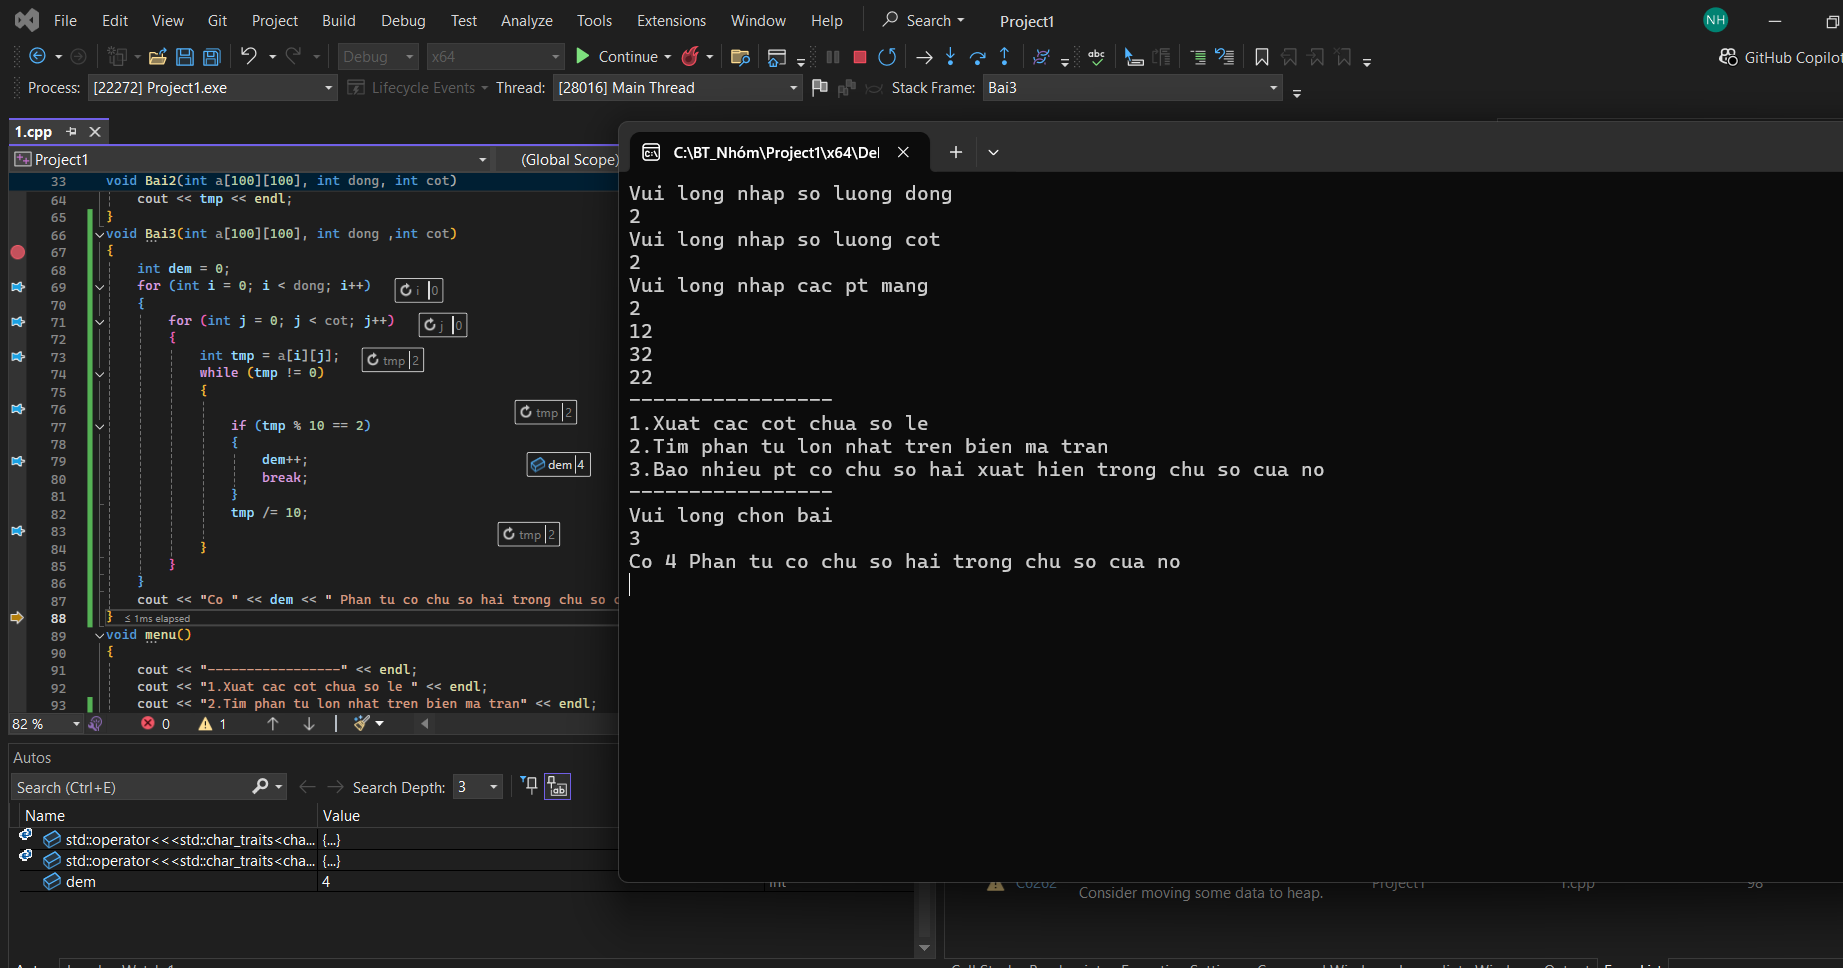 File Edit View Git Project Build Debug Test Analyze Tools Extensions Window Help Search Project1 NH
Debug x64 Continue abc GitHub Copilot
Process: [22272] Project1.exe Lifecycle Events Thread: [28016] Main Thread Stack Frame: Bai3
1.cpp
Project1 (Global Scope)
33 void Bai2(int a[100][100], int dong, int cot)
64 cout << tmp << endl;
65 }
66 void Bai3(int a[100][100], int dong ,int cot)
67 {
68 int dem = 0;
69 for (int i = 0; i < dong; i++) i 0
70 {
71 for (int j = 0; j < cot; j++) j 0
72 {
73 int tmp = a[i][j]; tmp 2
74 while (tmp != 0)
75 {
76 tmp 2
77 if (tmp % 10 == 2)
78 {
79 dem++; dem 4
80 break;
81 }
82 tmp /= 10;
83 tmp 2
84 }
85 }
86 }
87 cout << "Co " << dem << " Phan tu co chu so hai trong chu so c
88 } ≤ 1ms elapsed
89 void menu()
90 {
91 cout << "-----------------" << endl;
92 cout << "1.Xuat cac cot chua so le " << endl;
93 cout << "2.Tim phan tu lon nhat tren bien ma tran" << endl;
82 % 0 1
C:\BT_Nhóm\Project1\x64\De
Vui long nhap so luong dong
2
Vui long nhap so luong cot
2
Vui long nhap cac pt mang
2
12
32
22
-----------------
1.Xuat cac cot chua so le
2.Tim phan tu lon nhat tren bien ma tran
3.Bao nhieu pt co chu so hai xuat hien trong chu so cua no
-----------------
Vui long chon bai
3
Co 4 Phan tu co chu so hai trong chu so cua no
Autos
Search (Ctrl+E) Search Depth: 3
Name Value
std::operator<<<std::char_traits<cha... {...}
std::operator<<<std::char_traits<cha... {...}
dem 4 int
C6262 Consider moving some data to heap. Project1 1.cpp 98